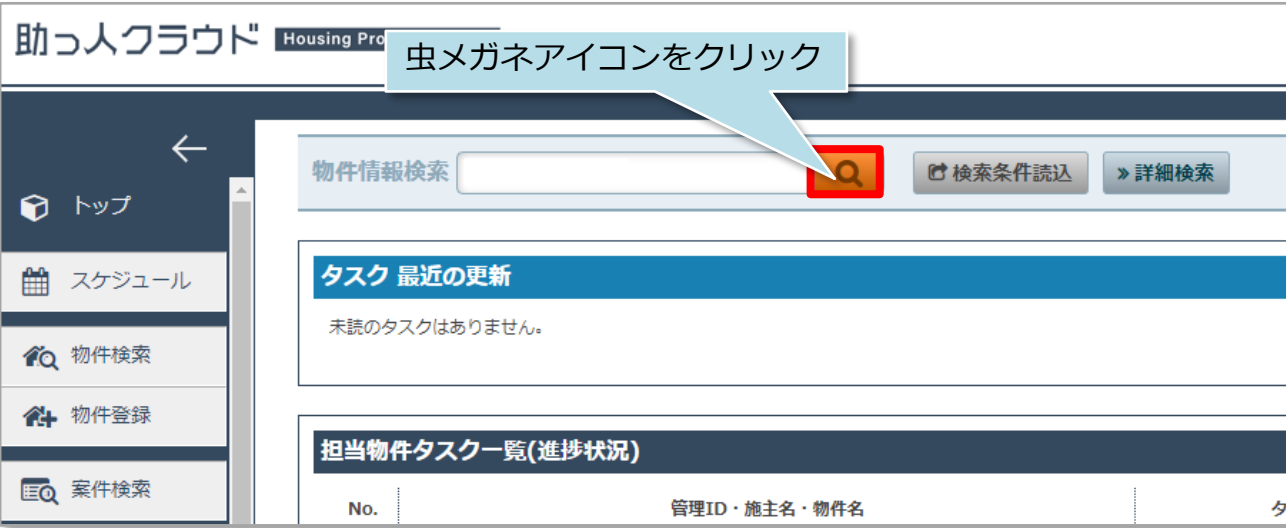 助っ人クラウド Housing Pro
虫メガネアイコンをクリック
物件情報検索
検索条件読込
» 詳細検索
トップ
スケジュール
物件検索
物件登録
案件検索
タスク 最近の更新
未読のタスクはありません。
担当物件タスク一覧(進捗状況)
No. 管理ID・施主名・物件名